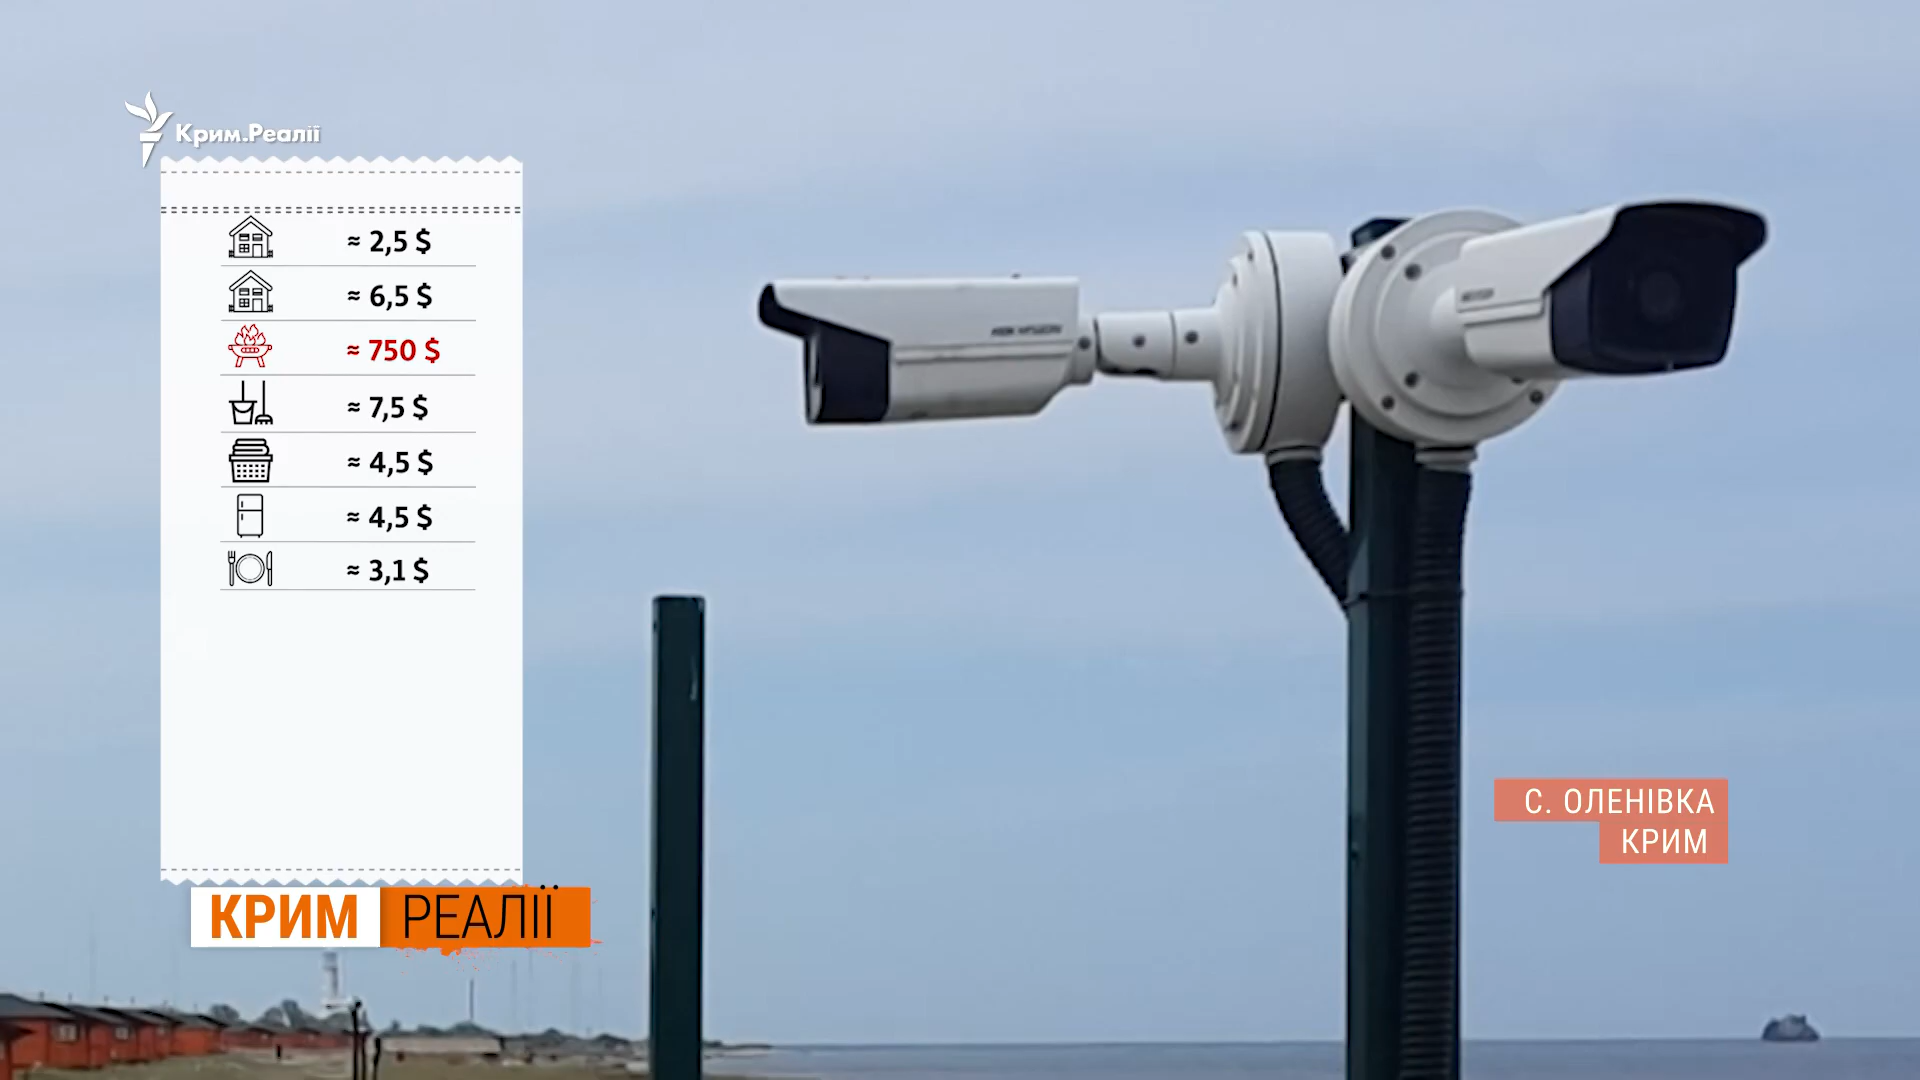 Крим.Реалії
≈ 2,5 $
≈ 6,5 $
≈ 750 $
≈ 7,5 $
≈ 4,5 $
≈ 4,5 $
≈ 3,1 $
HIKVISION
С. ОЛЕНІВКА
КРИМ
КРИМ РЕАЛІЇ